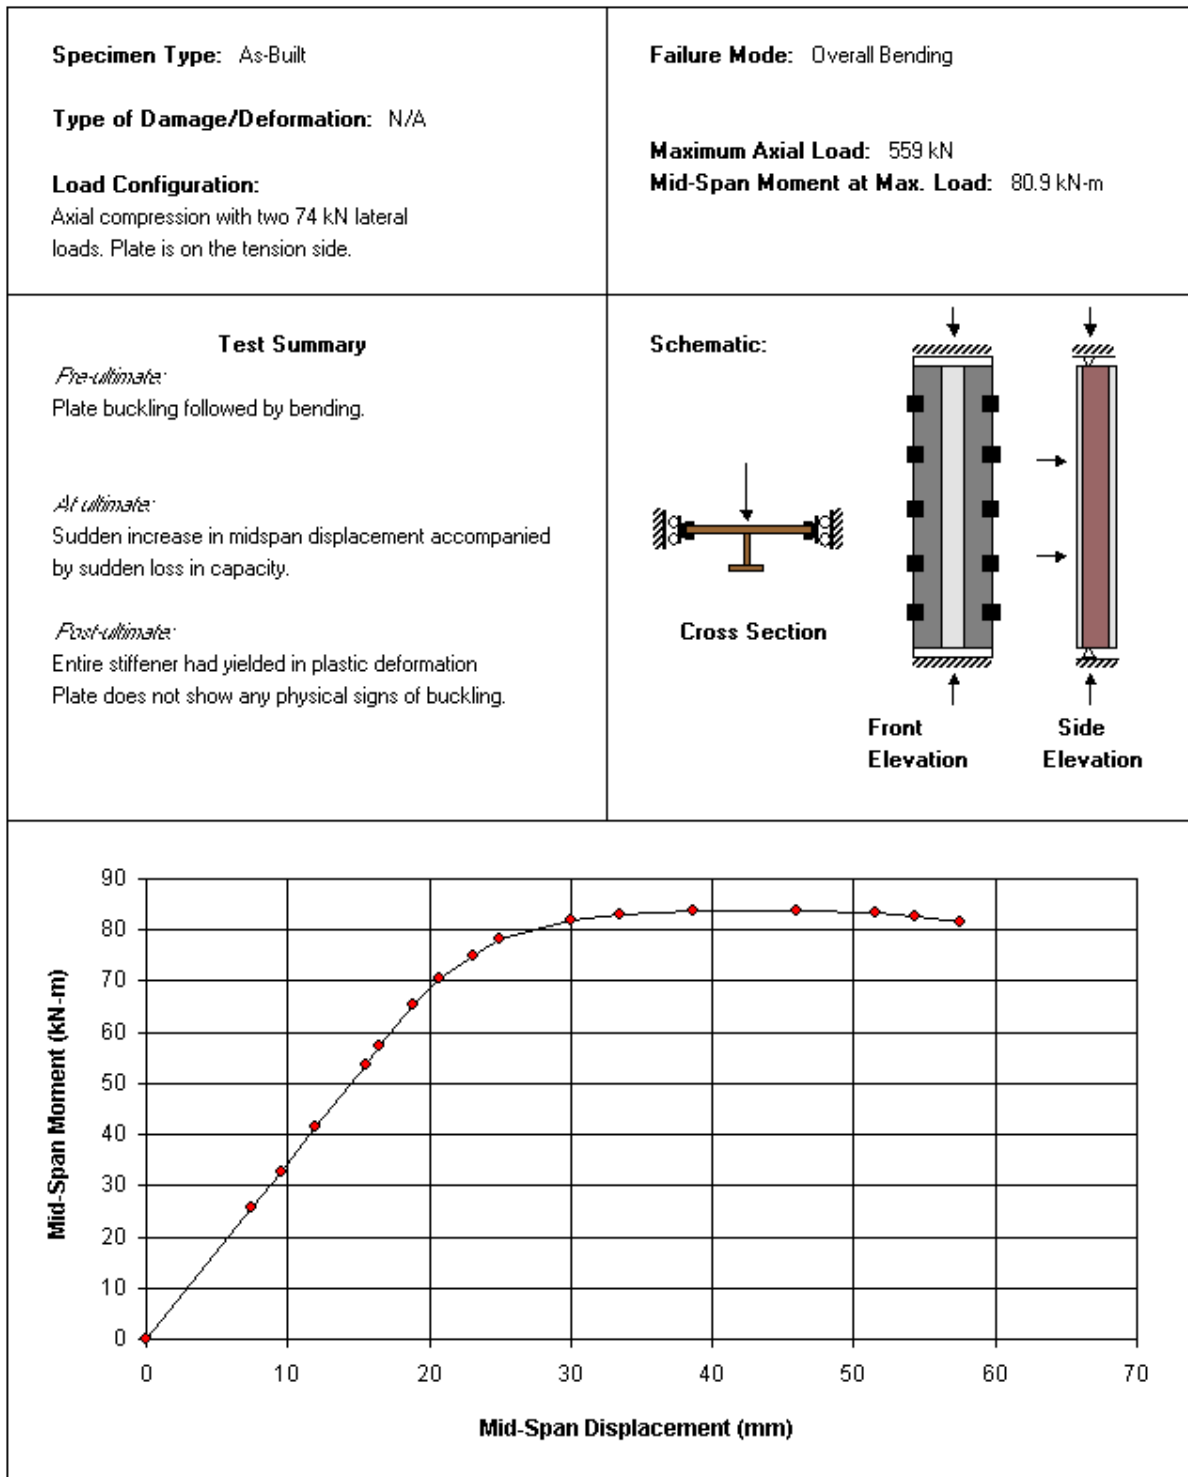 Specimen Type: As-Built
Type of Damage/Deformation: N/A
Load Configuration:
Axial compression with two 74 kN lateral
loads. Plate is on the tension side.
Failure Mode: Overall Bending
Maximum Axial Load: 559 kN
Mid-Span Moment at Max. Load: 80.9 kN-m
Test Summary
Pre-ultimate:
Plate buckling followed by bending.
At ultimate:
Sudden increase in midspan displacement accompanied
by sudden loss in capacity.
Post-ultimate:
Entire stiffener had yielded in plastic deformation
Plate does not show any physical signs of buckling.
Schematic:
Cross Section
Front
Elevation
Side
Elevation
90
80
70
60
50
40
30
20
10
0
Mid-Span Moment (kN-m)
0 10 20 30 40 50 60 70
Mid-Span Displacement (mm)